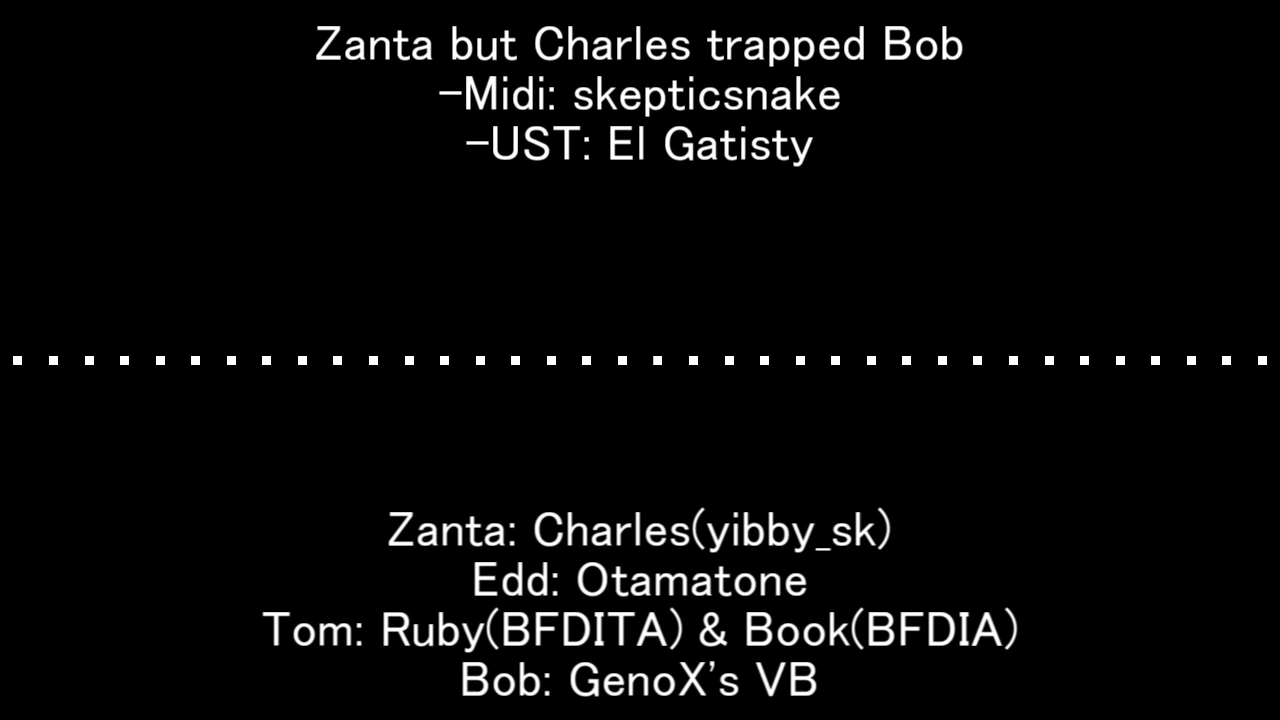 Zanta but Charles trapped Bob
-Midi: skepticsnake
-UST: El Gatisty
Zanta: Charles(yibby_sk)
Edd: Otamatone
Tom: Ruby(BFDITA) & Book(BFDIA)
Bob: GenoX's VB